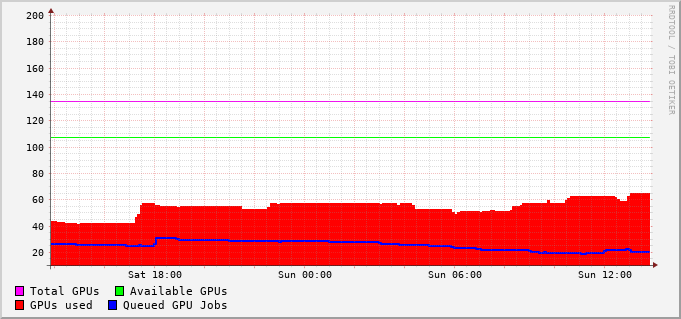 200
180
160
140
120
100
80
60
40
20
Sat 18:00 Sun 00:00 Sun 06:00 Sun 12:00
Total GPUs Available GPUs
GPUs used Queued GPU Jobs
RRDTOOL / TOBI OETIKER